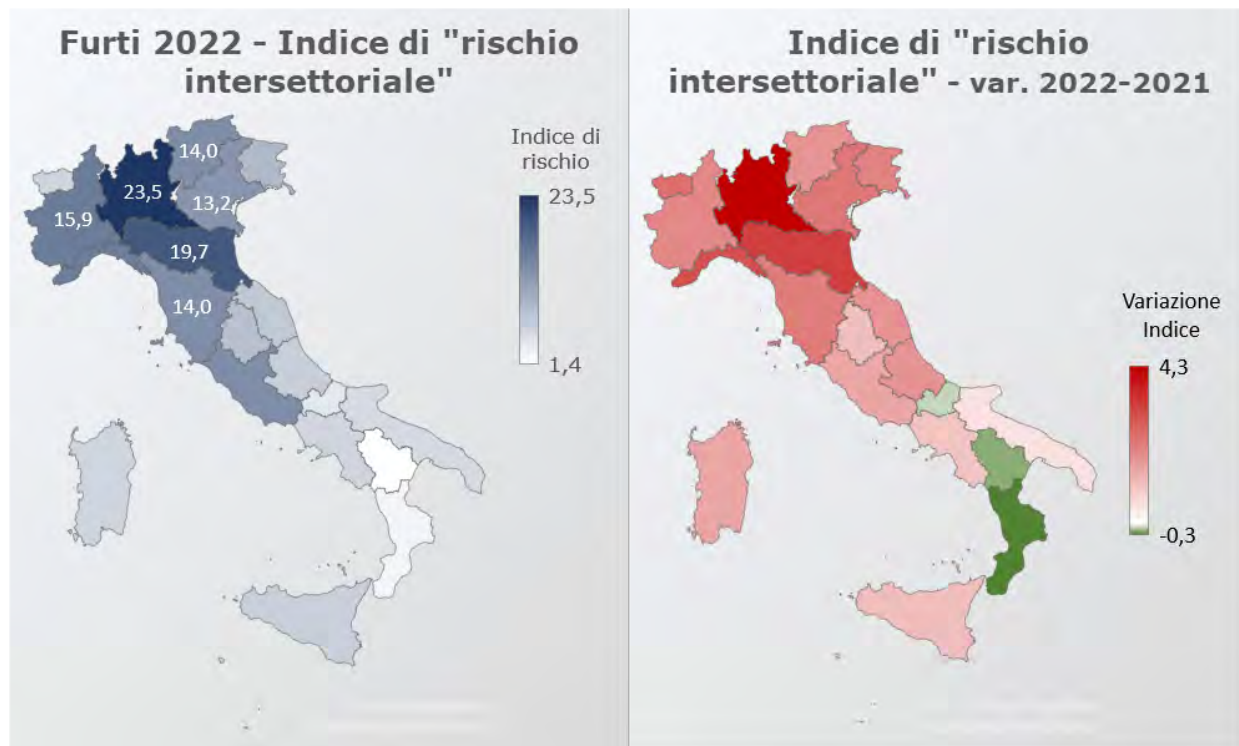 Furti 2022 - Indice di "rischio
intersettoriale"
Indice di
rischio
23,5
1,4
14,0
23,5
13,2
15,9
19,7
14,0
Indice di "rischio
intersettoriale" - var. 2022-2021
Variazione
Indice
4,3
-0,3